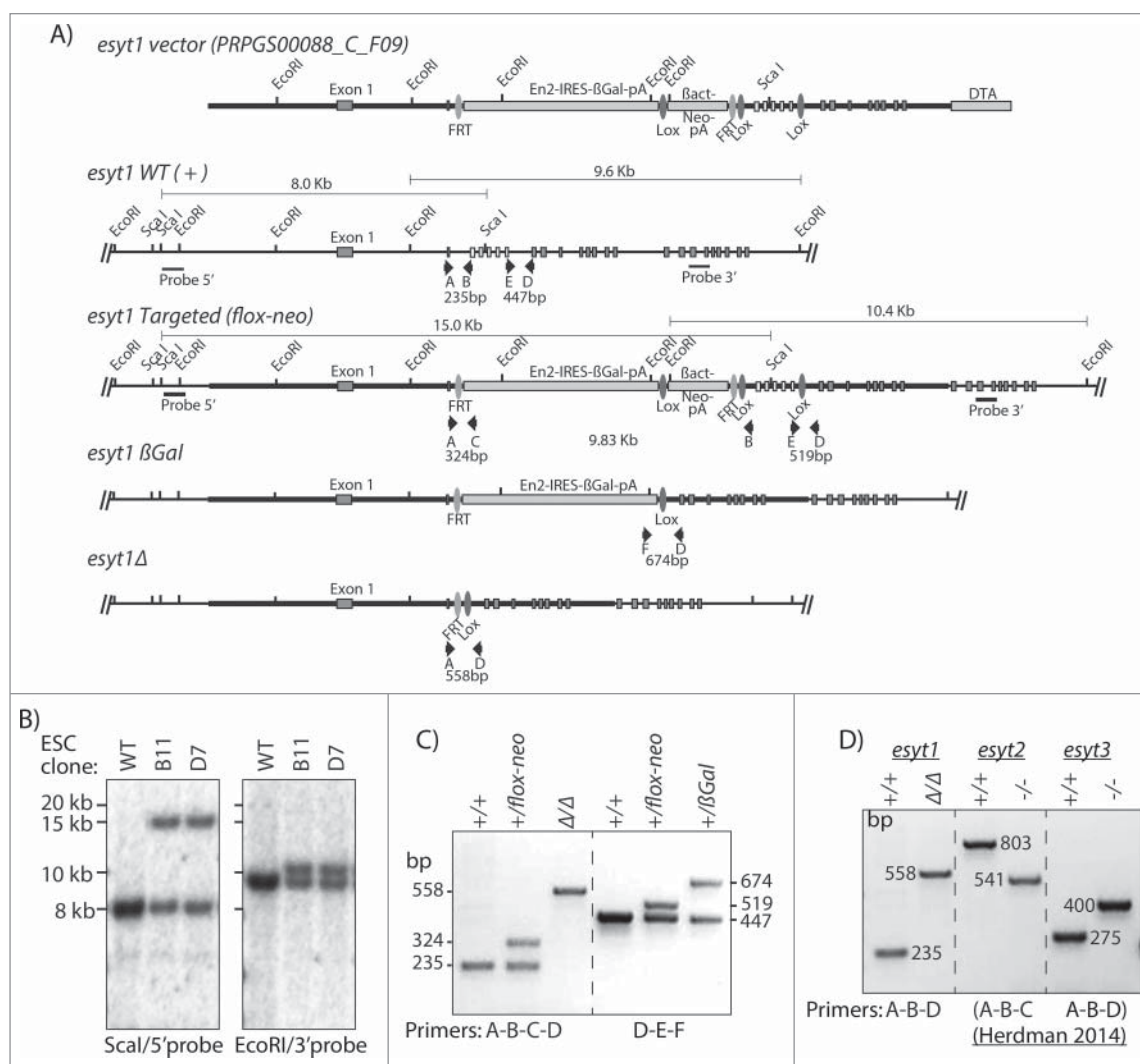 A)
esyt1 vector (PRPGS00088_C_F09)
EcoRI EcoRI EcoRI EcoRI EcoRI
Exon 1 En2-IRES-ßGal-pA ßact- Sca I DTA
FRT Lox Neo- FRT Lox Lox
pA
esyt1 WT (+)
8.0 Kb 9.6 Kb
EcoRI Sca I Sca I EcoRI EcoRI Sca I EcoRI
Exon 1
Probe 5' Probe 3'
A B E D
235bp 447bp
esyt1 Targeted (flox-neo)
15.0 Kb 10.4 Kb
EcoRI Sca I Sca I EcoRI EcoRI EcoRI EcoRI EcoRI Sca I EcoRI
Exon 1 En2-IRES-ßGal-pA ßact-
Probe 5' FRT Lox Neo- FRT Lox Lox Probe 3'
pA
A C B E D
324bp 9.83 Kb 519bp
esyt1 ßGal
Exon 1 En2-IRES-ßGal-pA
FRT Lox
F D
674bp
esyt1Δ
Exon 1
FRT Lox
A D
558bp
B)
ESC
clone: WT B11 D7 WT B11 D7
20 kb
15 kb
10 kb
8 kb
ScaI/5'probe EcoRI/3'probe
C)
+/+ +/flox-neo Δ/Δ +/+ +/flox-neo +/ßGal
bp
558 674
519
324 447
235
Primers: A-B-C-D D-E-F
D)
esyt1 esyt2 esyt3
+/+ Δ/Δ +/+ -/- +/+ -/-
bp
803
558 541
400
235 275
Primers: A-B-D (A-B-C A-B-D)
(Herdman 2014)